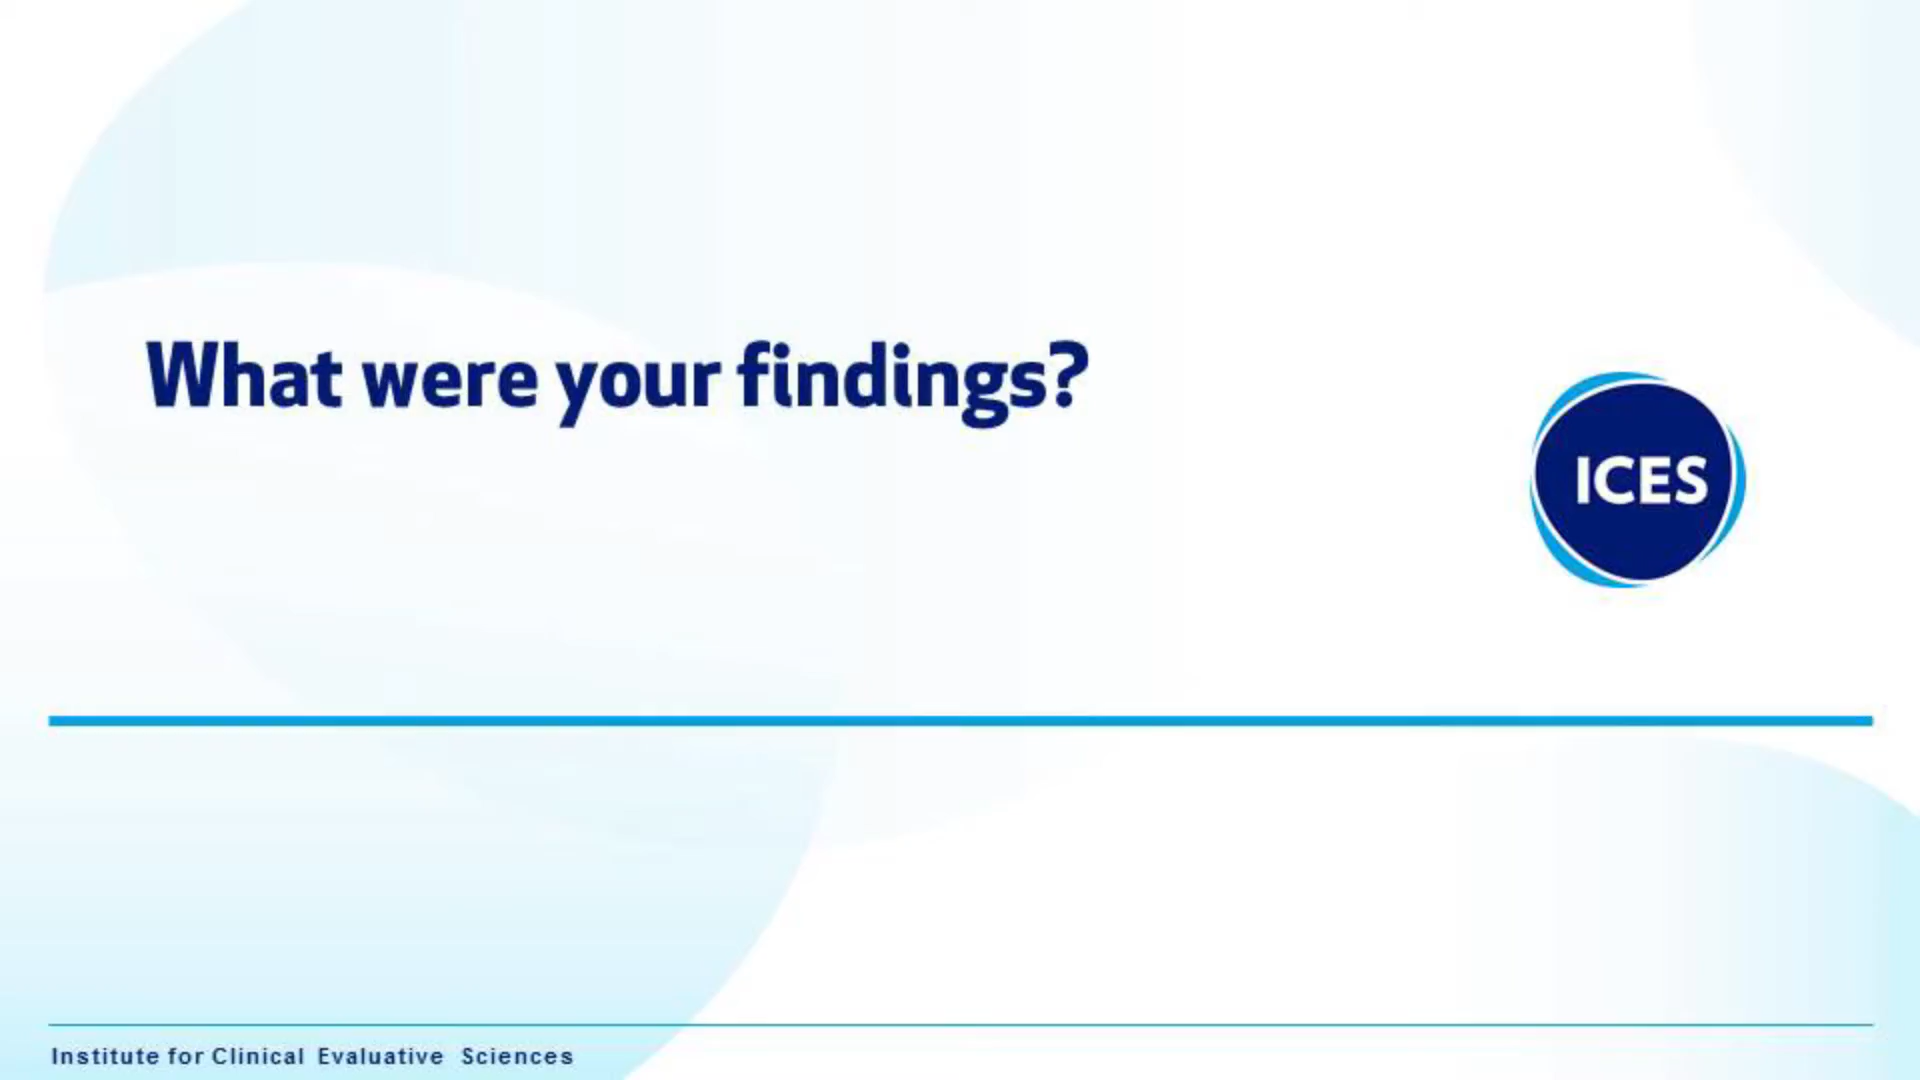 What were your findings?
ICES
Institute for Clinical Evaluative Sciences